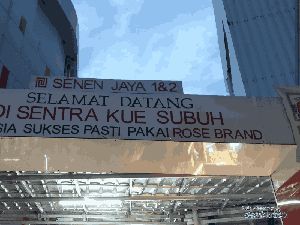 SENEN JAYA 1&2
SELAMAT DATANG
DI SENTRA KUE SUBUH
SIA SUKSES PASTI PAKAI ROSE BRAND